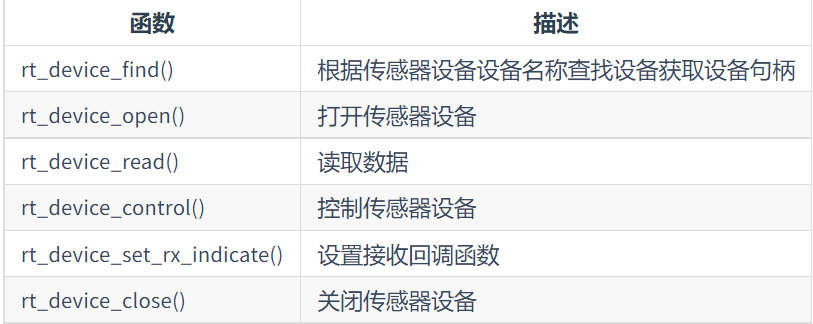 函数 描述
rt_device_find() 根据传感器设备设备名称查找设备获取设备句柄
rt_device_open() 打开传感器设备
rt_device_read() 读取数据
rt_device_control() 控制传感器设备
rt_device_set_rx_indicate() 设置接收回调函数
rt_device_close() 关闭传感器设备